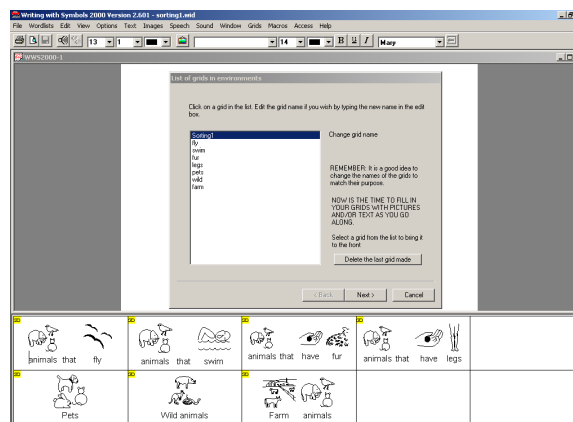 Writing with Symbols 2000 Version 2.601 - sorting1.wid
File Wordlists Edit View Options Text Images Speech Sound Window Grids Macros Access Help
13 1 14 B U I Mary
WWS2000-1
List of grids in environments
Click on a grid in the list. Edit the grid name if you wish by typing the new name in the edit
box.
Sorting1
fly
swim
fur
legs
pets
wild
farm
Change grid name
REMEMBER: It is a good idea to
change the names of the grids to
match their purpose.
NOW IS THE TIME TO FILL IN
YOUR GRIDS WITH PICTURES
AND/OR TEXT AS YOU GO
ALONG.
Select a grid from the list to bring it
to the front
Delete the last grid made
< Back Next > Cancel
animals that fly
animals that swim
animals that have fur
animals that have legs
Pets
Wild animals
Farm animals